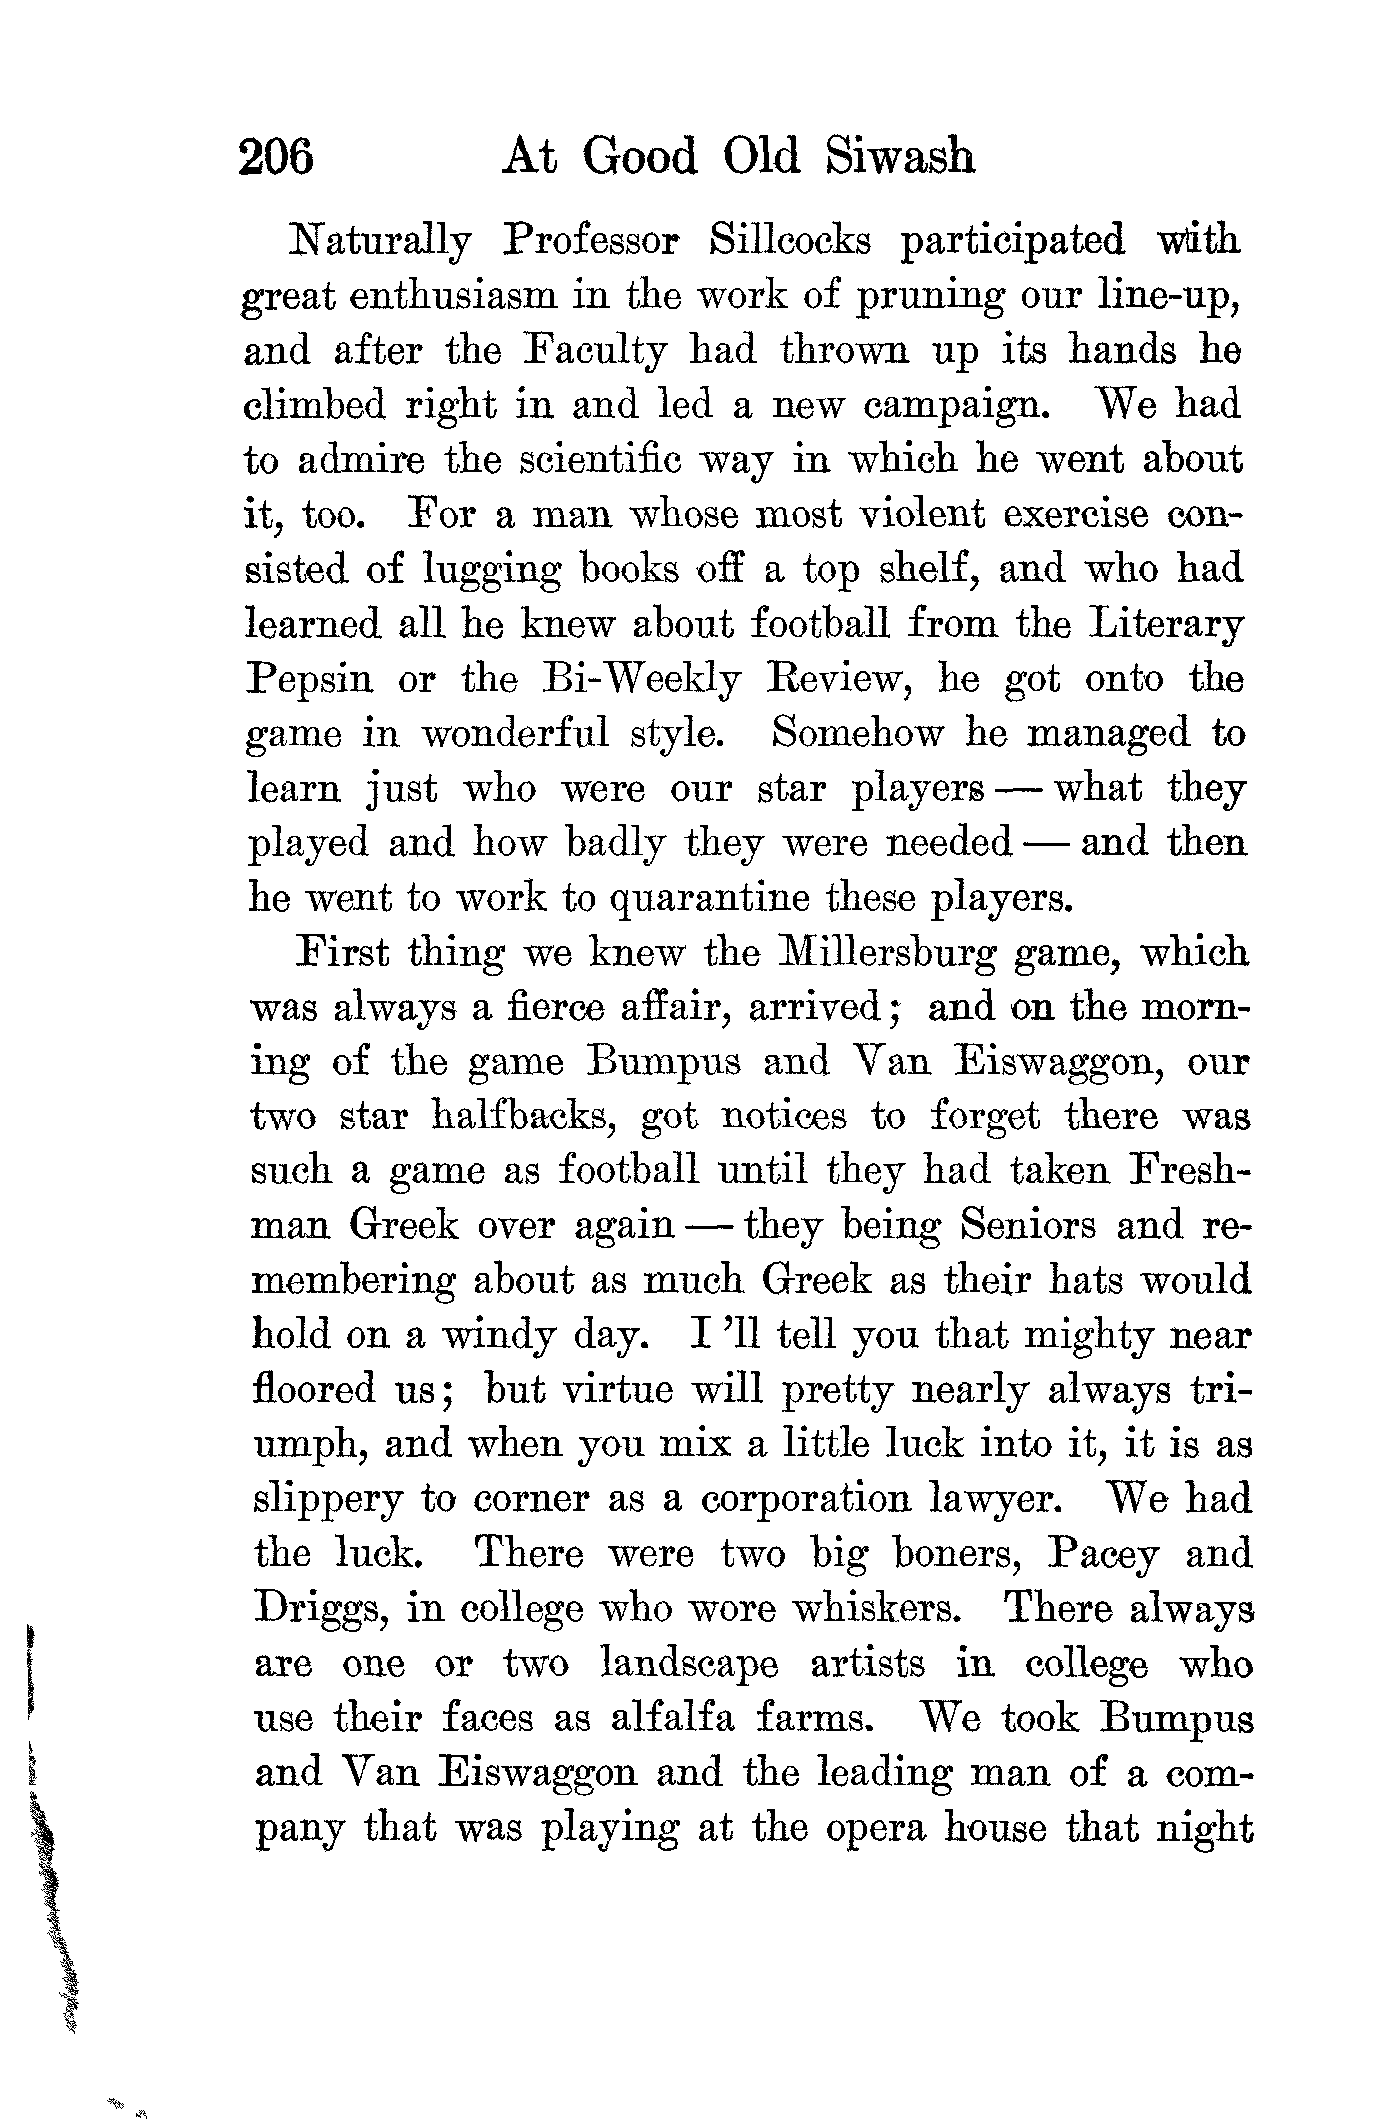 206 At Good Old Siwash
Naturally Professor Sillcocks participated with
great enthusiasm in the work of pruning our line-up,
and after the Faculty had thrown up its hands he
climbed right in and led a new campaign. We had
to admire the scientific way in which he went about
it, too. For a man whose most violent exercise con-
sisted of lugging books off a top shelf, and who had
learned all he knew about football from the Literary
Pepsin or the Bi-Weekly Review, he got onto the
game in wonderful style. Somehow he managed to
learn just who were our star players — what they
played and how badly they were needed — and then
he went to work to quarantine these players.
First thing we knew the Millersburg game, which
was always a fierce affair, arrived; and on the morn-
ing of the game Bumpus and Van Eiswaggon, our
two star halfbacks, got notices to forget there was
such a game as football until they had taken Fresh-
man Greek over again — they being Seniors and re-
membering about as much Greek as their hats would
hold on a windy day. I 'll tell you that mighty near
floored us; but virtue will pretty nearly always tri-
umph, and when you mix a little luck into it, it is as
slippery to corner as a corporation lawyer. We had
the luck. There were two big boners, Pacey and
Driggs, in college who wore whiskers. There always
are one or two landscape artists in college who
use their faces as alfalfa farms. We took Bumpus
and Van Eiswaggon and the leading man of a com-
pany that was playing at the opera house that night